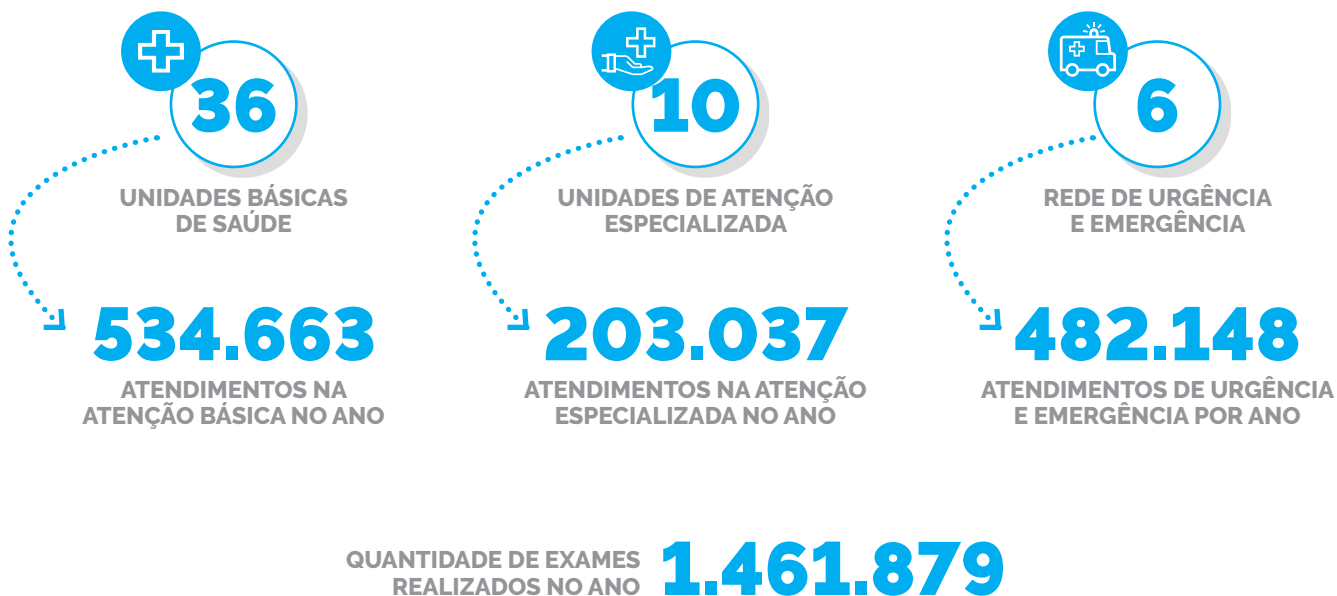 36
UNIDADES BÁSICAS
DE SAÚDE
534.663
ATENDIMENTOS NA
ATENÇÃO BÁSICA NO ANO
10
UNIDADES DE ATENÇÃO
ESPECIALIZADA
203.037
ATENDIMENTOS NA ATENÇÃO
ESPECIALIZADA NO ANO
6
REDE DE URGÊNCIA
E EMERGÊNCIA
482.148
ATENDIMENTOS DE URGÊNCIA
E EMERGÊNCIA POR ANO
QUANTIDADE DE EXAMES
REALIZADOS NO ANO
1.461.879